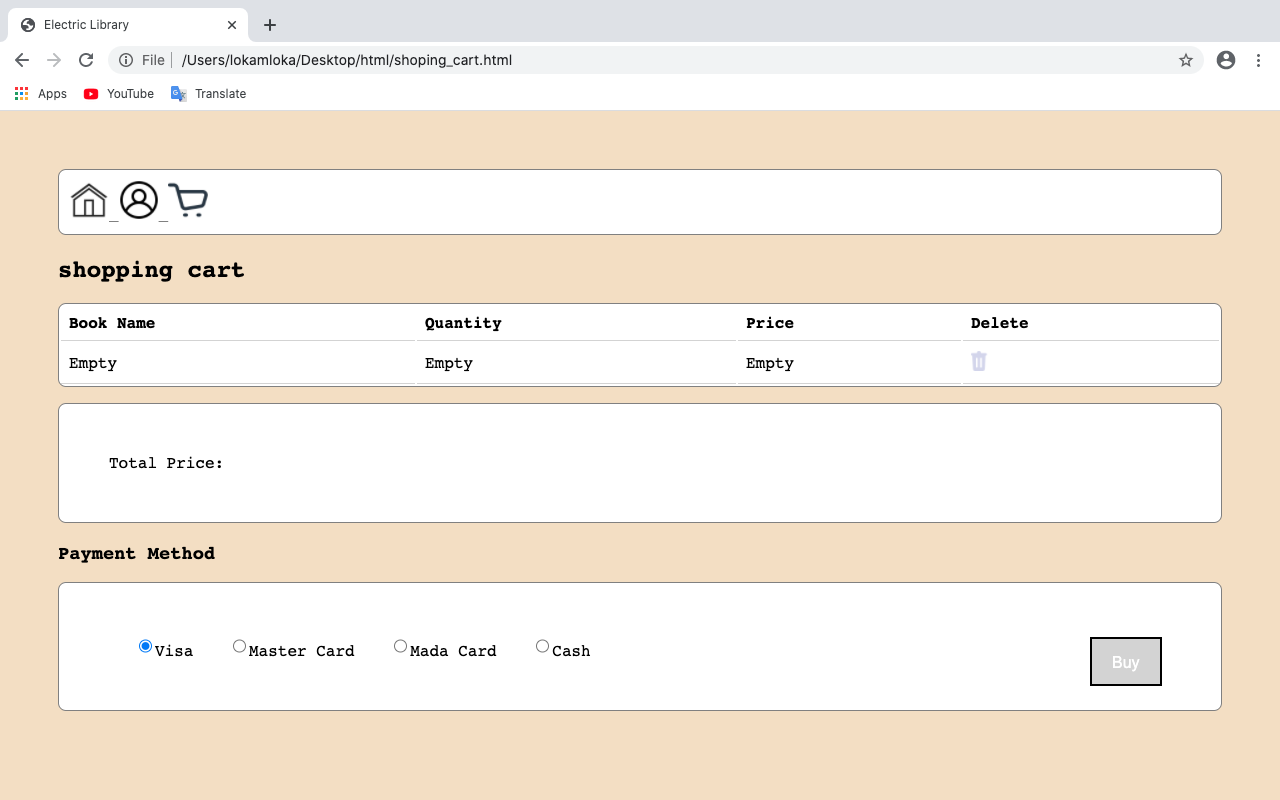 Electric Library
File /Users/lokamloka/Desktop/html/shoping_cart.html
Apps YouTube Translate
shopping cart
Book Name Quantity Price Delete
Empty Empty Empty
Total Price:
Payment Method
Visa Master Card Mada Card Cash
Buy